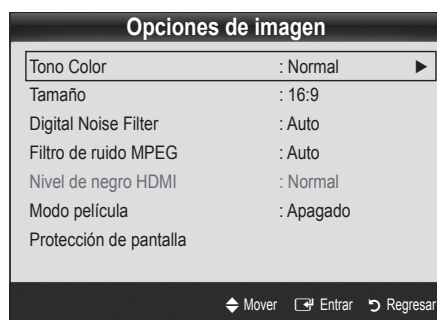 Opciones de imagen
Tono Color : Normal ►
Tamaño : 16:9
Digital Noise Filter : Auto
Filtro de ruido MPEG : Auto
Nivel de negro HDMI : Normal
Modo película : Apagado
Protección de pantalla
Mover Entrar Regresar